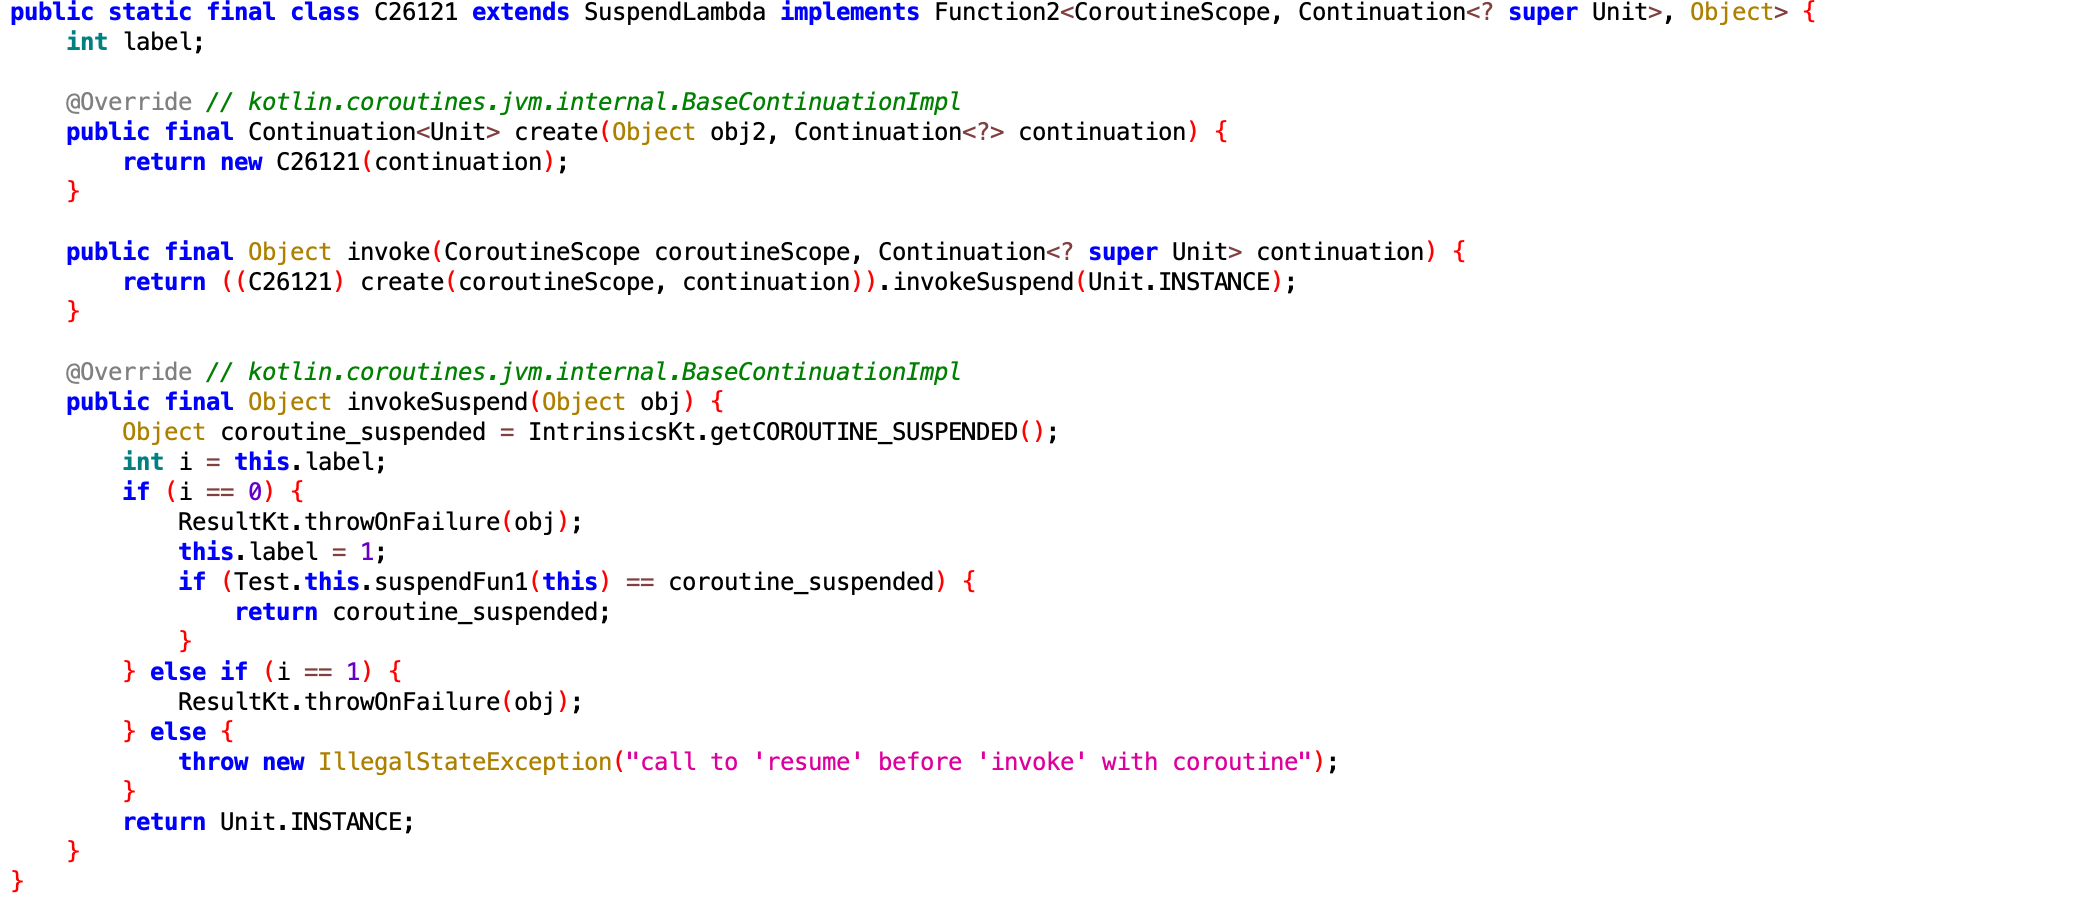 public static final class C26121 extends SuspendLambda implements Function2<CoroutineScope, Continuation<? super Unit>, Object> {
    int label;

    @Override // kotlin.coroutines.jvm.internal.BaseContinuationImpl
    public final Continuation<Unit> create(Object obj2, Continuation<?> continuation) {
        return new C26121(continuation);
    }

    public final Object invoke(CoroutineScope coroutineScope, Continuation<? super Unit> continuation) {
        return ((C26121) create(coroutineScope, continuation)).invokeSuspend(Unit.INSTANCE);
    }

    @Override // kotlin.coroutines.jvm.internal.BaseContinuationImpl
    public final Object invokeSuspend(Object obj) {
        Object coroutine_suspended = IntrinsicsKt.getCOROUTINE_SUSPENDED();
        int i = this.label;
        if (i == 0) {
            ResultKt.throwOnFailure(obj);
            this.label = 1;
            if (Test.this.suspendFun1(this) == coroutine_suspended) {
                return coroutine_suspended;
            }
        } else if (i == 1) {
            ResultKt.throwOnFailure(obj);
        } else {
            throw new IllegalStateException("call to 'resume' before 'invoke' with coroutine");
        }
        return Unit.INSTANCE;
    }
}